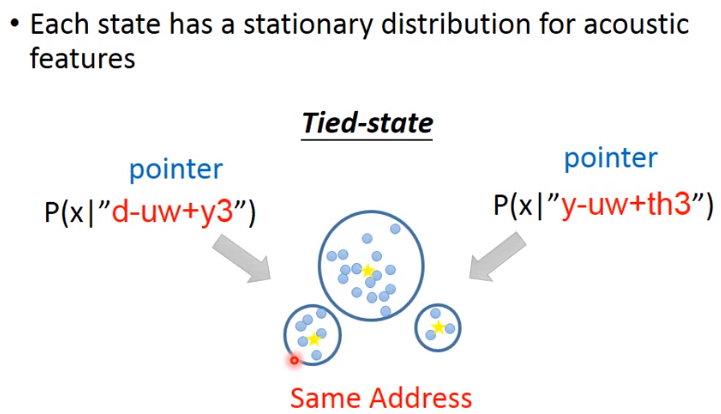 • Each state has a stationary distribution for acoustic
features
Tied-state
pointer
P(x|”d-uw+y3”)
pointer
P(x|”y-uw+th3”)
Same Address